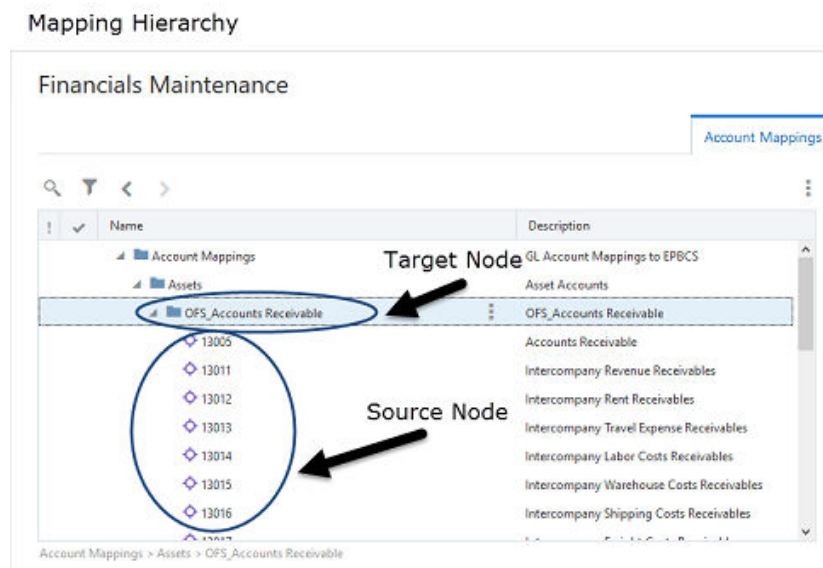 Mapping Hierarchy
Financials Maintenance
Account Mappings
! Name Description
Account Mappings GL Account Mappings to EPBCS
Target Node
Assets Asset Accounts
OFS_Accounts Receivable OFS_Accounts Receivable
13005 Accounts Receivable
13011 Intercompany Revenue Receivables
13012 Intercompany Rent Receivables
Source Node
13013 Intercompany Travel Expense Receivables
13014 Intercompany Labor Costs Receivables
13015 Intercompany Warehouse Costs Receivables
13016 Intercompany Shipping Costs Receivables
Account Mappings > Assets > OFS_Accounts Receivable